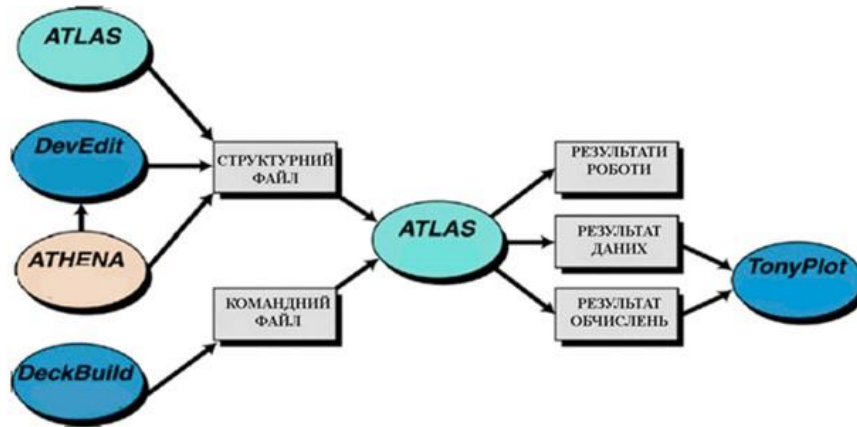 ATLAS
DevEdit
ATHENA
DeckBuild
СТРУКТУРНИЙ
ФАЙЛ
КОМАНДНИЙ
ФАЙЛ
ATLAS
РЕЗУЛЬТАТИ
РОБОТИ
РЕЗУЛЬТАТ
ДАНИХ
РЕЗУЛЬТАТ
ОБЧИСЛЕНЬ
TonyPlot